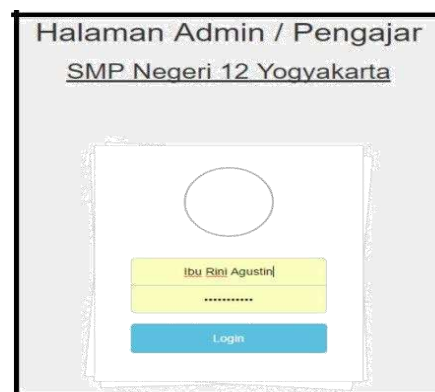 Halaman Admin / Pengajar
SMP Negeri 12 Yogyakarta
Ibu Rini Agustin
•••••••••••
Login